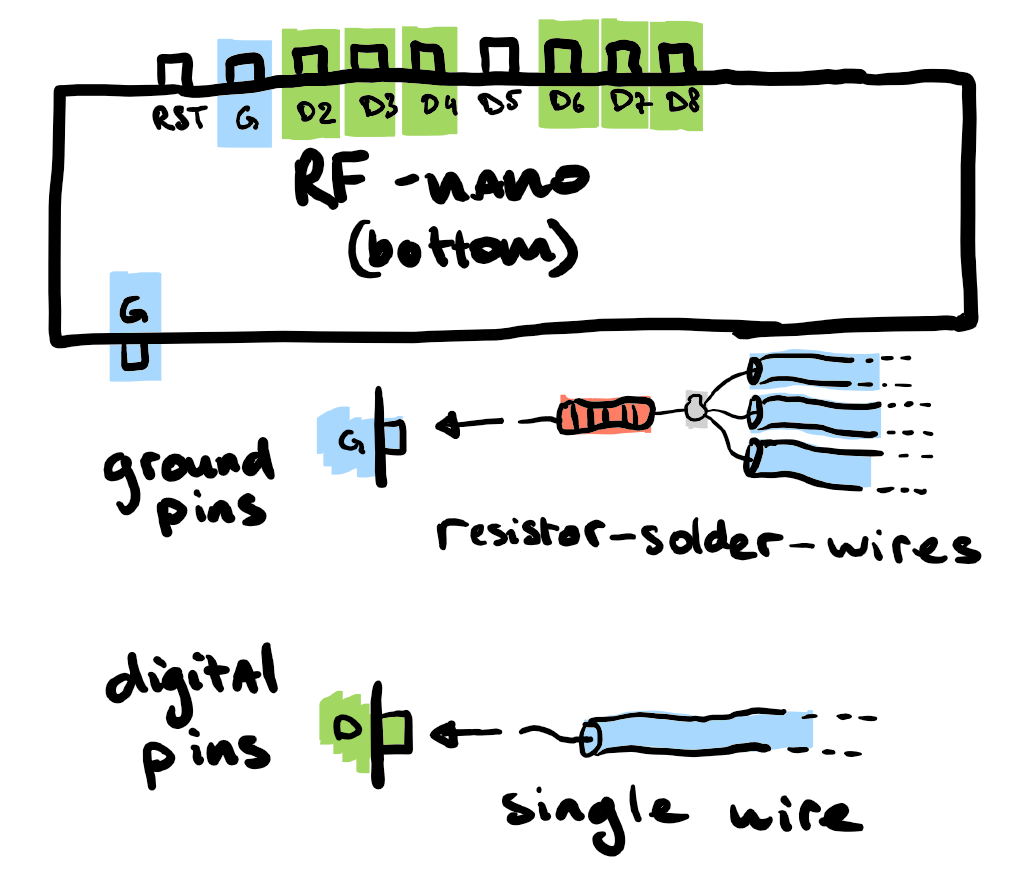 RST G D2 D3 D4 D5 D6 D7 D8
RF-nano
(bottom)
G
ground
pins
G
resistor-solder-wires
digital
pins
D
single wire